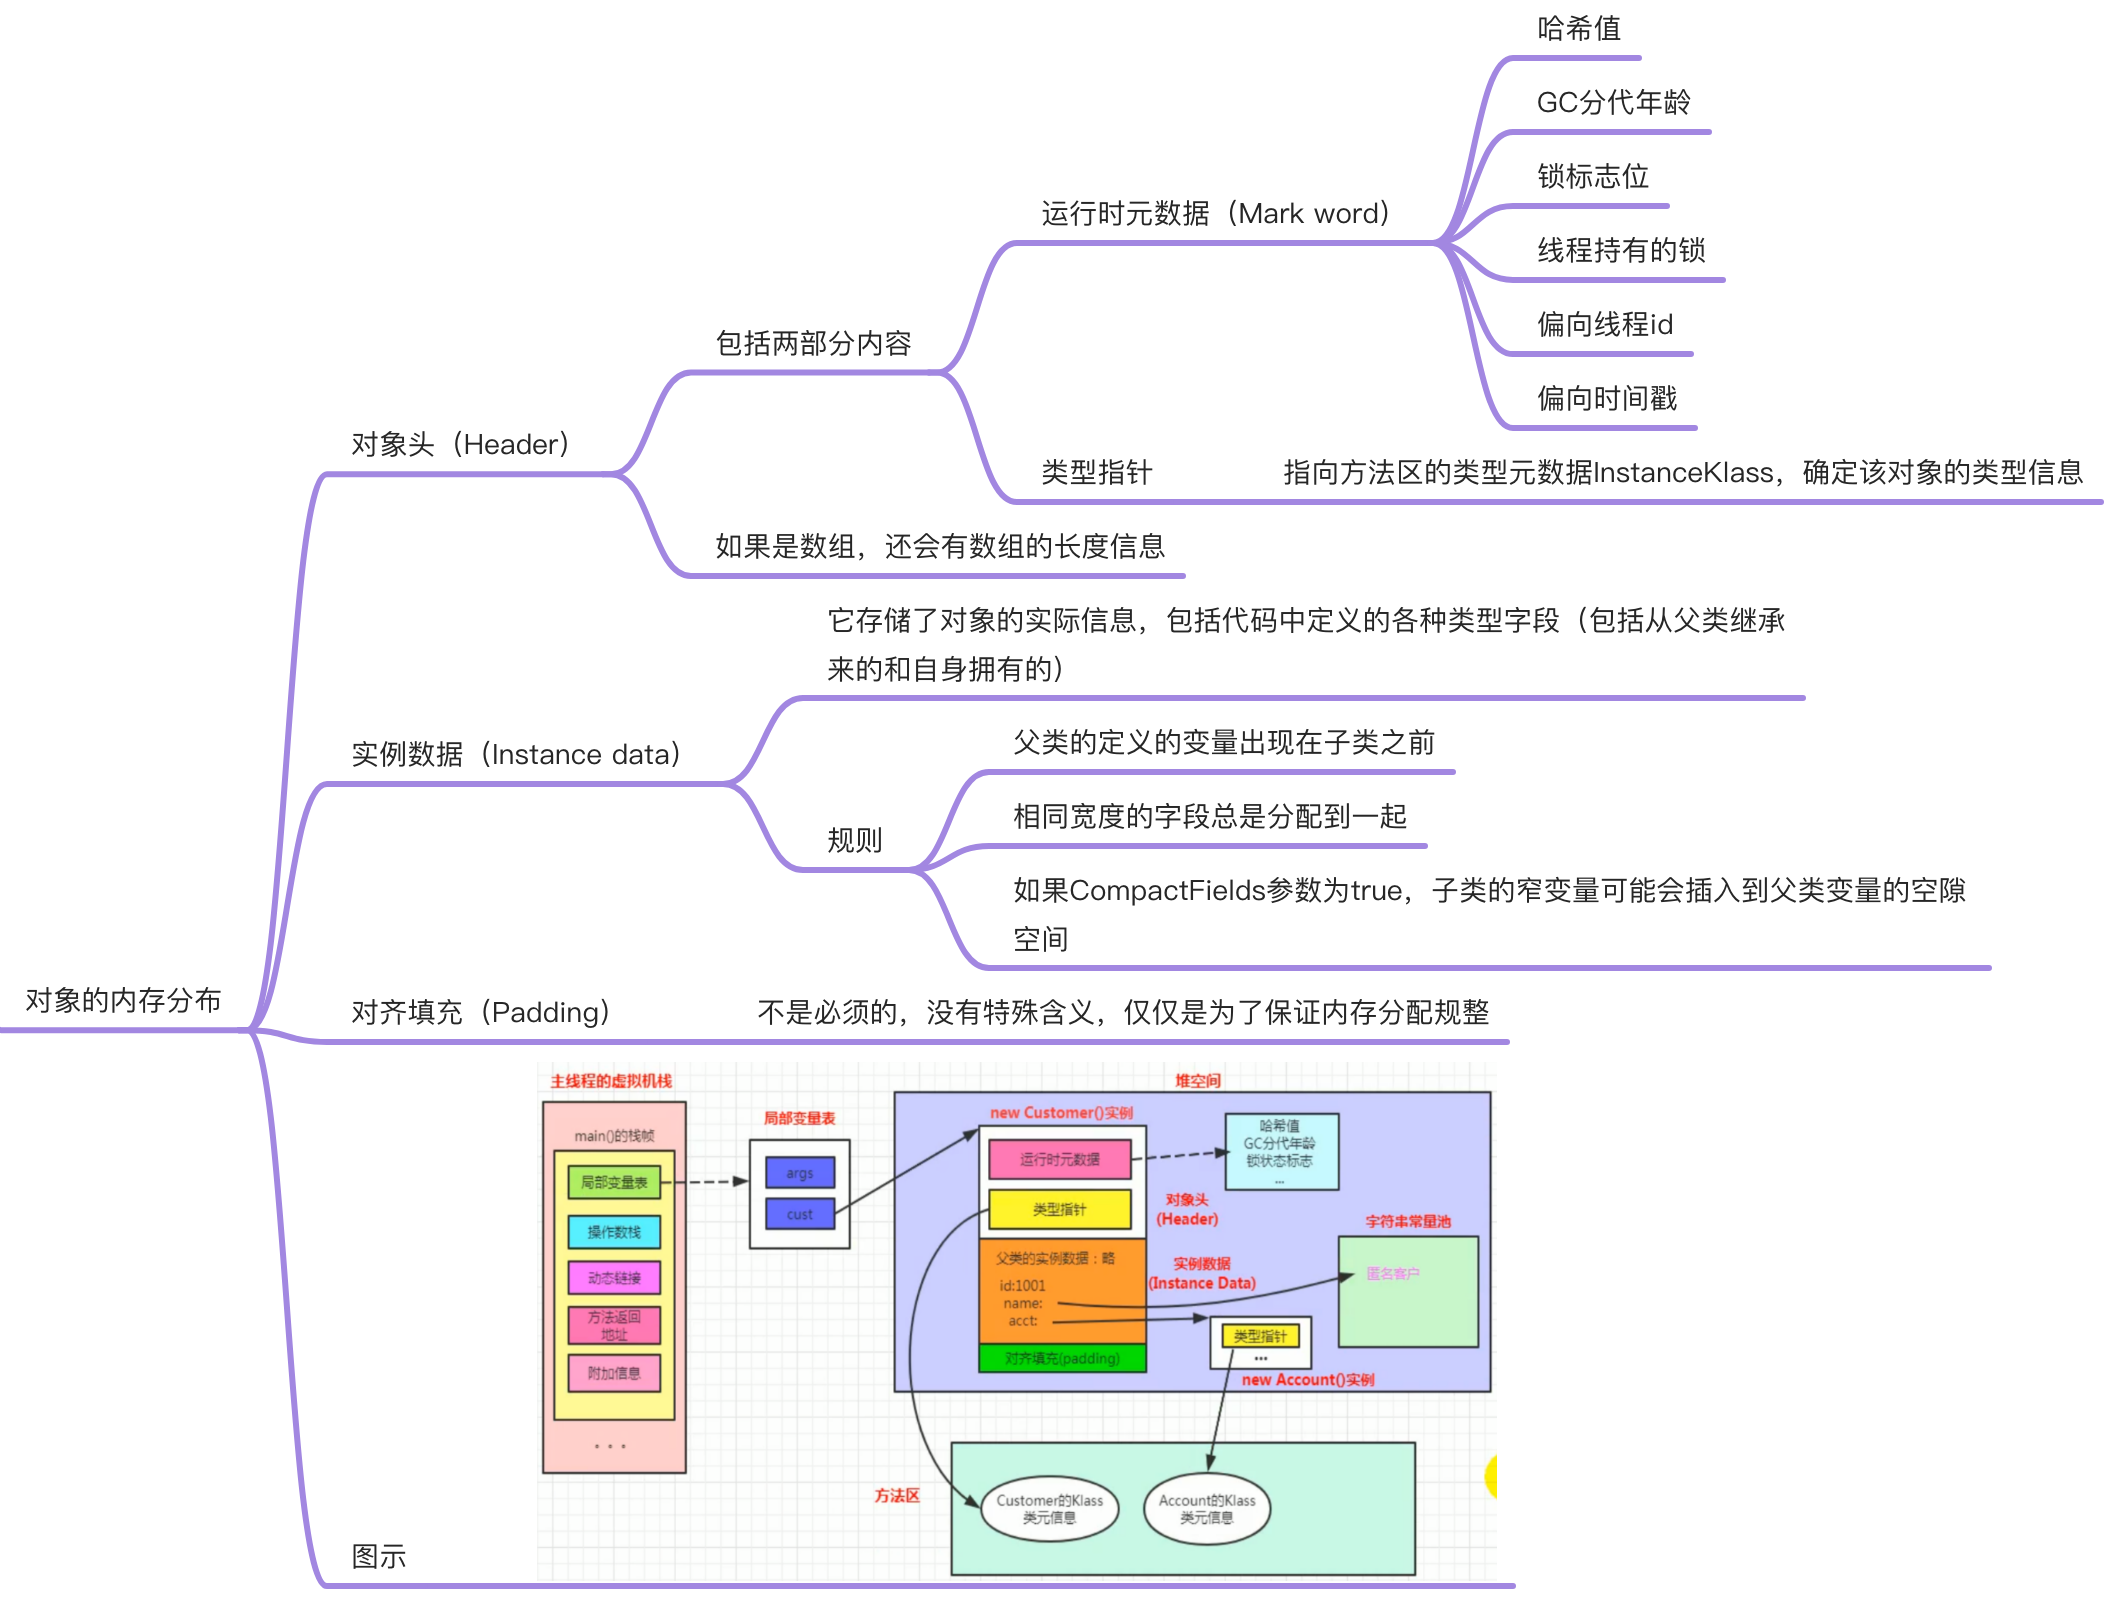 哈希值
GC分代年龄
锁标志位
运行时元数据（Mark word）
线程持有的锁
偏向线程id
包括两部分内容
偏向时间戳
对象头（Header）
类型指针
指向方法区的类型元数据InstanceKlass，确定该对象的类型信息
如果是数组，还会有数组的长度信息
它存储了对象的实际信息，包括代码中定义的各种类型字段（包括从父类继承
来的和自身拥有的）
实例数据（Instance data）
父类的定义的变量出现在子类之前
相同宽度的字段总是分配到一起
规则
如果CompactFields参数为true，子类的窄变量可能会插入到父类变量的空隙
空间
对象的内存分布
对齐填充（Padding）
不是必须的，没有特殊含义，仅仅是为了保证内存分配规整
图示
主线程的虚拟机栈
main()的栈帧
局部变量表
操作数栈
动态链接
方法返回
地址
附加信息
...
局部变量表
args
cust
堆空间
new Customer()实例
运行时元数据
类型指针
对象头
(Header)
哈希值
GC分代年龄
锁状态标志
...
父类的实例数据：略
id:1001
name:
acct:
实例数据
(Instance Data)
对齐填充(padding)
字符串常量池
匿名客户
类型指针
...
new Account()实例
方法区
Customer的Klass
类元信息
Account的Klass
类元信息